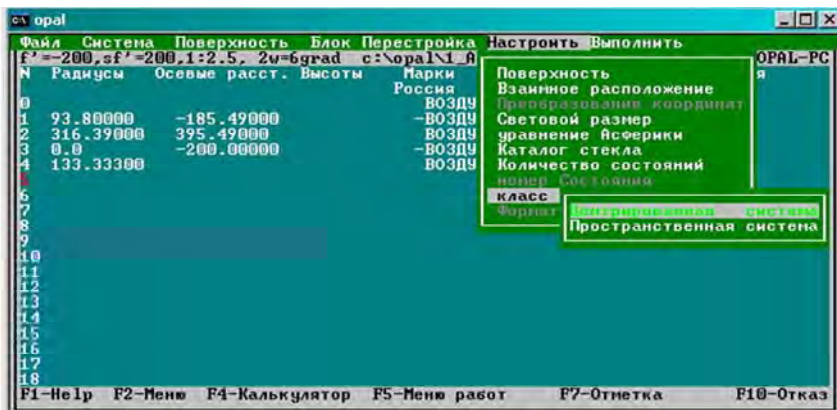 opal
Файл Система Поверхность Блок Перестройка Настроить Выполнить
f'=-200,sf'=200,1:2.5, 2w=6grad c:\opal\1_A OPAL-PC
N Радиусы Осевые расст. Высоты Марки я
Россия
0 ВОЗДУ
1 93.80000 -185.49000 -ВОЗДУ
2 316.39000 395.49000 ВОЗДУ
3 0.0 -200.00000 -ВОЗДУ
4 133.33300 ВОЗДУ
5
6
7
8
9
10
11
12
13
14
15
16
17
18
Поверхность
Взаимное расположение
Преобразование координат
Световой размер
уравнение Асферики
Каталог стекла
Количество состояний
номер Состояния
класс
Формат
Центрированная система
Пространственная система
F1-Help F2-Меню F4-Калькулятор F5-Меню работ F7-Отметка F10-Отказ